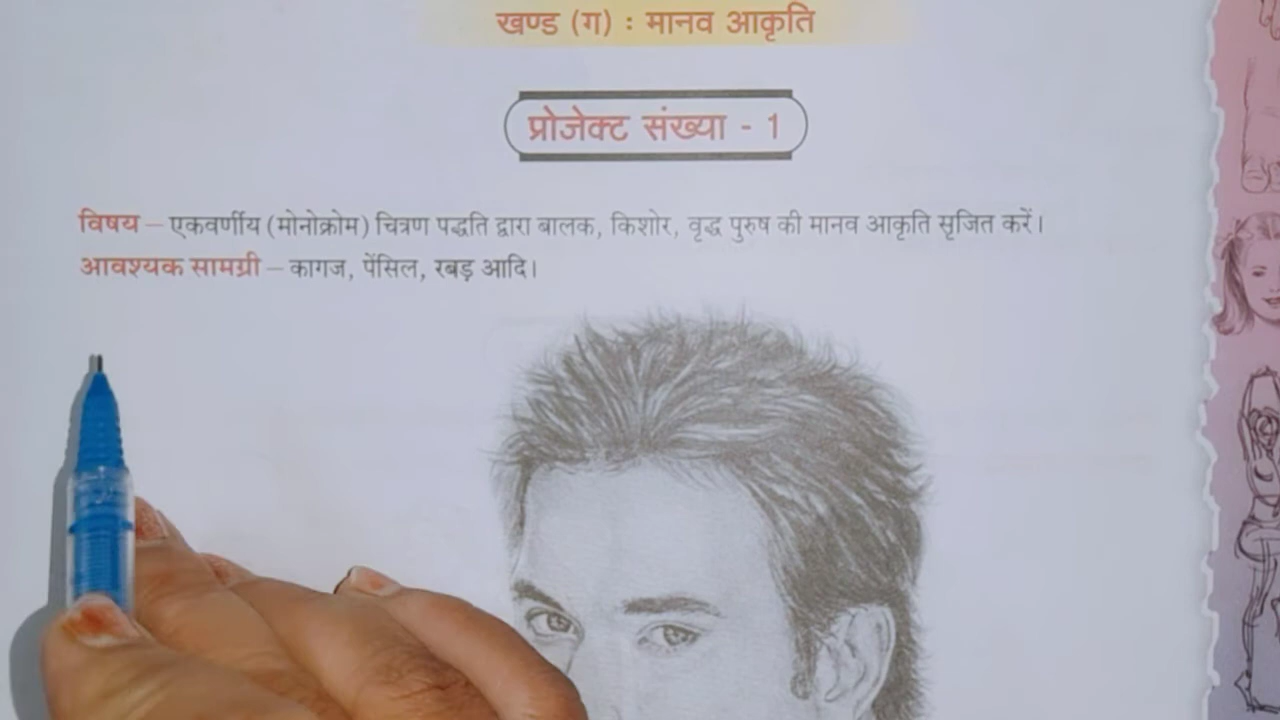 खण्ड (ग) : मानव आकृति
प्रोजेक्ट संख्या - 1
विषय – एकवर्णीय (मोनोक्रोम) चित्रण पद्धति द्वारा बालक, किशोर, वृद्ध पुरुष की मानव आकृति सृजित करें।
आवश्यक सामग्री – कागज, पेंसिल, रबड़ आदि।